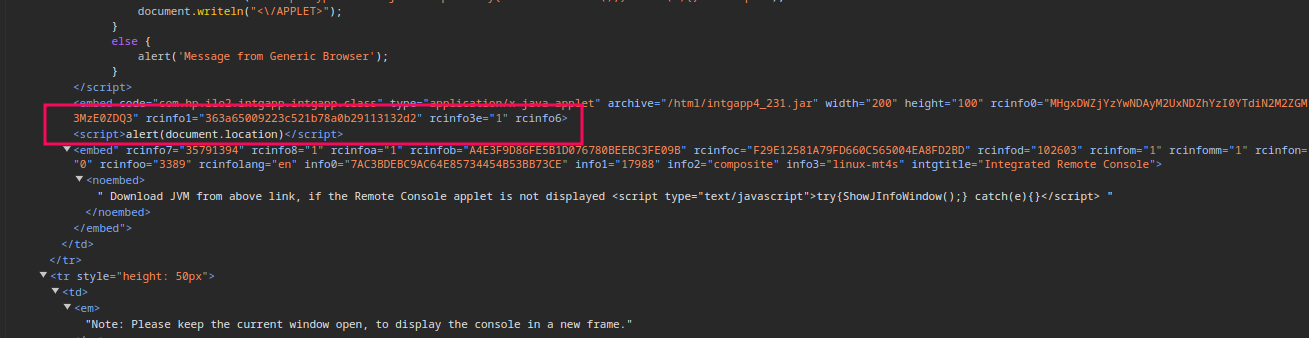 document.writeln("<\/APPLET>");
}
else {
alert('Message from Generic Browser');
}
</script>
<embed code="com.hp.ilo2.intgapp.intgapp.class" type="application/x-java-applet" archive="/html/intgapp4_231.jar" width="200" height="100" rcinfo0="MHgxDWZjYzYwNDAyM2UxNDZhYzI0YTdiN2M2ZGM
3MzE0ZDQ3" rcinfo1="363a65009223c521b78a0b29113132d2" rcinfo3e="1" rcinfo6>
<script>alert(document.location)</script>
<embed" rcinfo7="35791394" rcinfo8="1" rcinfoa="1" rcinfob="A4E3F9D86FE5B1D076780BEEBC3FE09B" rcinfoc="F29E12581A79FD660C565004EA8FD2BD" rcinfod="102603" rcinfom="1" rcinfomm="1" rcinfon=
"0" rcinfoo="3389" rcinfolang="en" info0="7AC3BDEBC9AC64E85734454B53BB73CE" info1="17988" info2="composite" info3="linux-mt4s" intgtitle="Integrated Remote Console">
<noembed>
" Download JVM from above link, if the Remote Console applet is not displayed <script type="text/javascript">try{ShowJInfoWindow();} catch(e){}</script> "
</noembed>
</embed">
</td>
</tr>
<tr style="height: 50px">
<td>
<em>
"Note: Please keep the current window open, to display the console in a new frame."